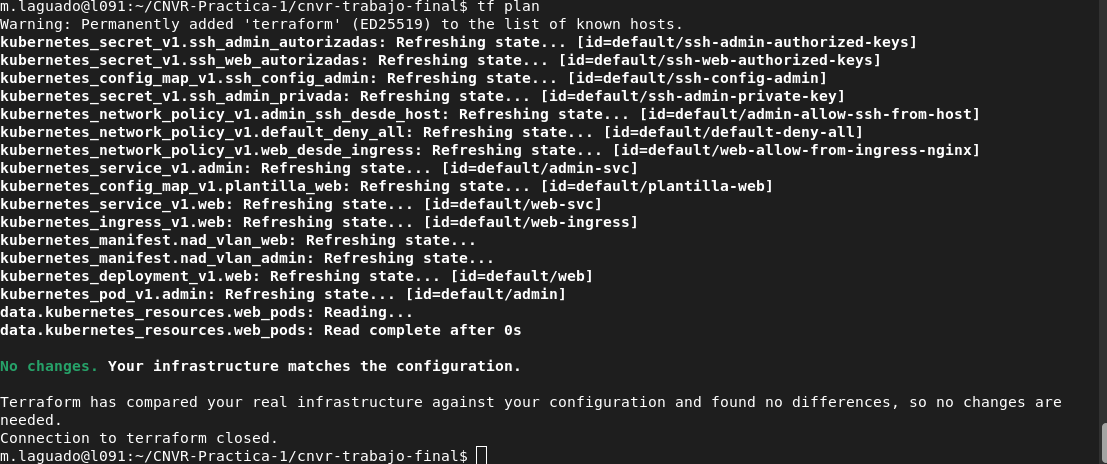 m.laguado@l091:~/CNVR-Practica-1/cnvr-trabajo-final$ tf plan
Warning: Permanently added 'terraform' (ED25519) to the list of known hosts.
kubernetes_secret_v1.ssh_admin_autorizadas: Refreshing state... [id=default/ssh-admin-authorized-keys]
kubernetes_secret_v1.ssh_web_autorizadas: Refreshing state... [id=default/ssh-web-authorized-keys]
kubernetes_config_map_v1.ssh_config_admin: Refreshing state... [id=default/ssh-config-admin]
kubernetes_secret_v1.ssh_admin_privada: Refreshing state... [id=default/ssh-admin-private-key]
kubernetes_network_policy_v1.admin_ssh_desde_host: Refreshing state... [id=default/admin-allow-ssh-from-host]
kubernetes_network_policy_v1.default_deny_all: Refreshing state... [id=default/default-deny-all]
kubernetes_network_policy_v1.web_desde_ingress: Refreshing state... [id=default/web-allow-from-ingress-nginx]
kubernetes_service_v1.admin: Refreshing state... [id=default/admin-svc]
kubernetes_config_map_v1.plantilla_web: Refreshing state... [id=default/plantilla-web]
kubernetes_service_v1.web: Refreshing state... [id=default/web-svc]
kubernetes_ingress_v1.web: Refreshing state... [id=default/web-ingress]
kubernetes_manifest.nad_vlan_web: Refreshing state...
kubernetes_manifest.nad_vlan_admin: Refreshing state...
kubernetes_deployment_v1.web: Refreshing state... [id=default/web]
kubernetes_pod_v1.admin: Refreshing state... [id=default/admin]
data.kubernetes_resources.web_pods: Reading...
data.kubernetes_resources.web_pods: Read complete after 0s
No changes. Your infrastructure matches the configuration.
Terraform has compared your real infrastructure against your configuration and found no differences, so no changes are
needed.
Connection to terraform closed.
m.laguado@l091:~/CNVR-Practica-1/cnvr-trabajo-final$